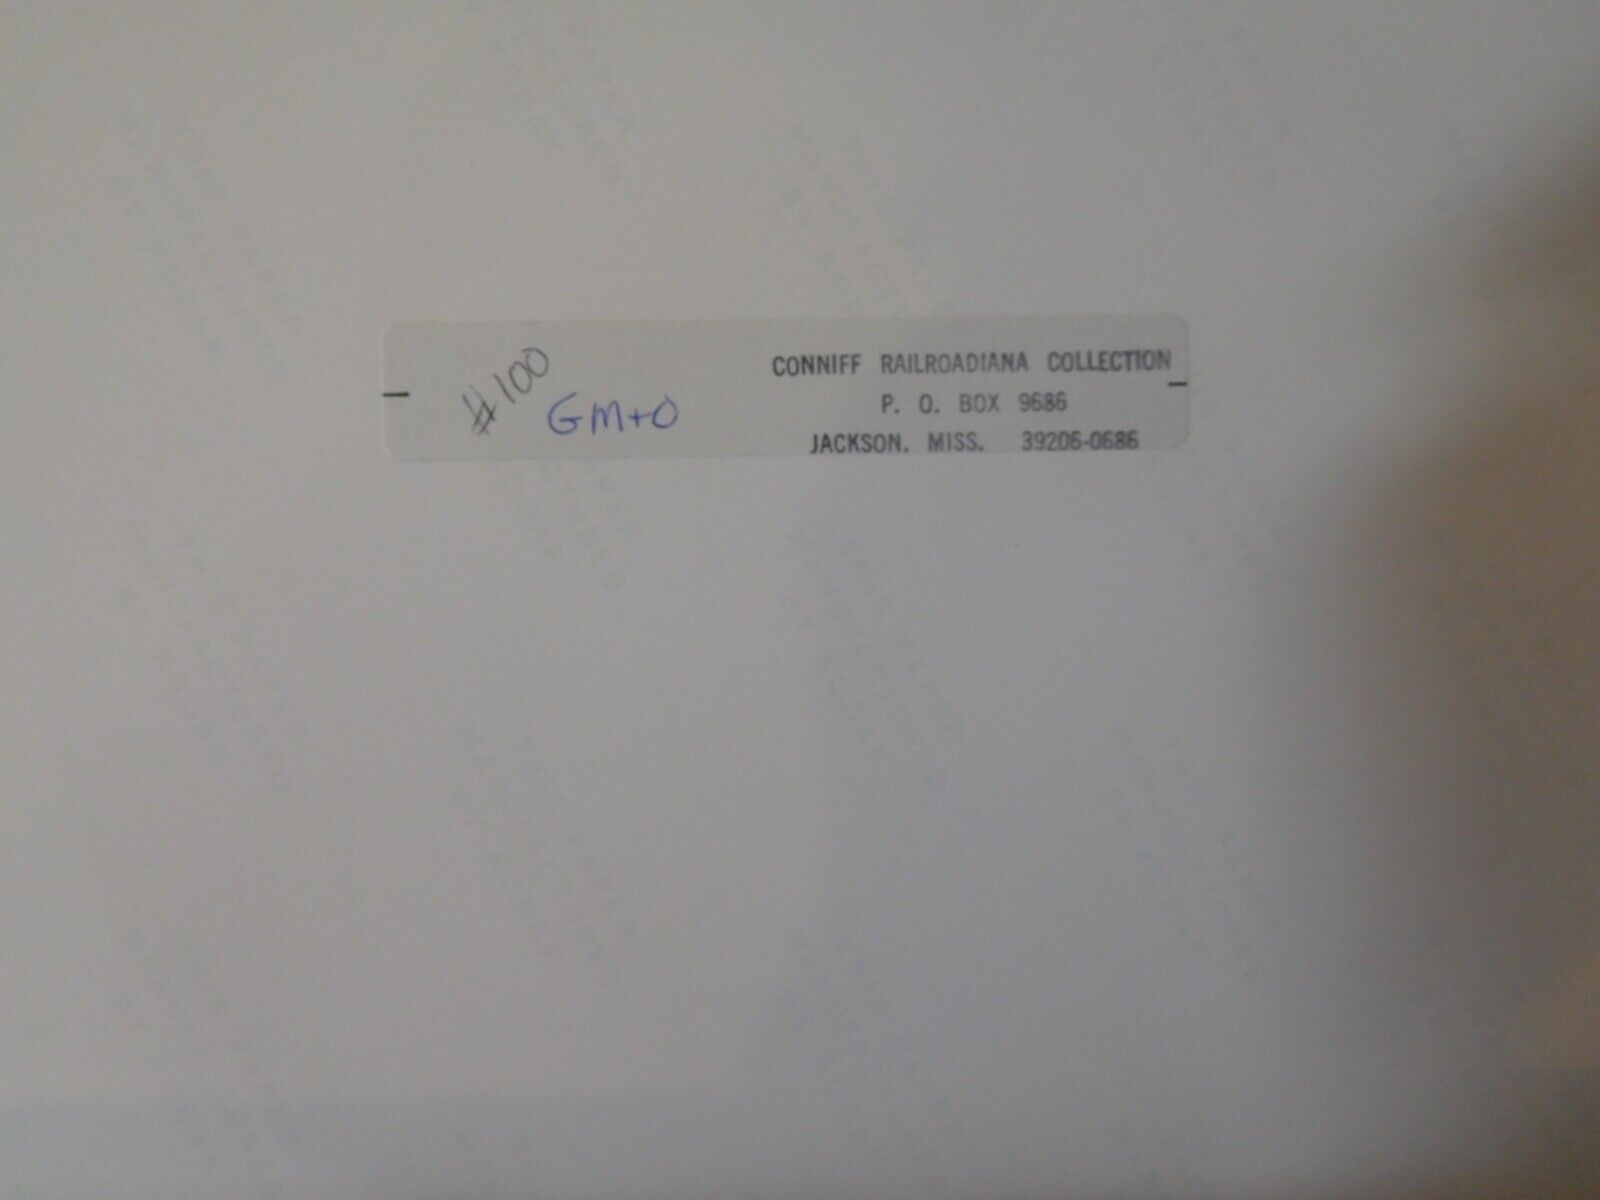 #100
GM+O
CONNIFF RAILROADIANA COLLECTION
P. O. BOX 9686
JACKSON, MISS. 39206-0686